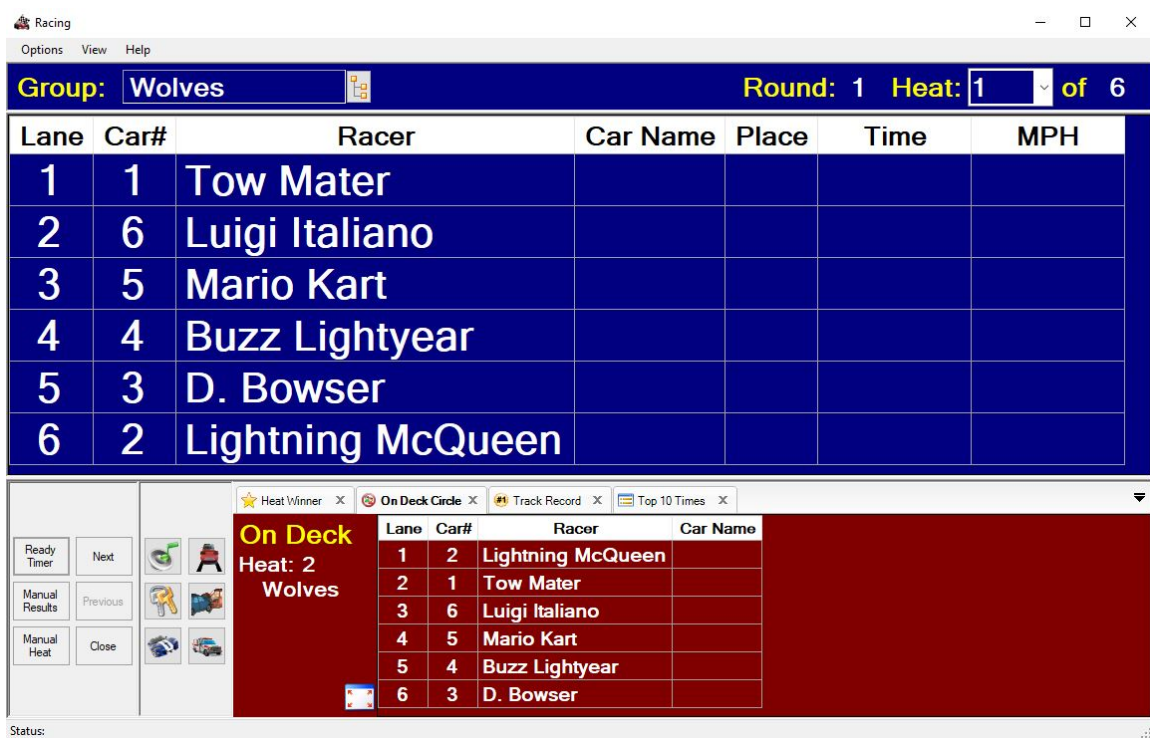 Racing
Options View Help
Group: Wolves Round: 1 Heat: 1 of 6
Lane Car# Racer Car Name Place Time MPH
1 1 Tow Mater
2 6 Luigi Italiano
3 5 Mario Kart
4 4 Buzz Lightyear
5 3 D. Bowser
6 2 Lightning McQueen
Heat Winner X On Deck Circle X #1 Track Record X Top 10 Times X
Ready Timer
Next
Manual Results
Previous
Manual Heat
Close
On Deck
Heat: 2
Wolves
Lane Car# Racer Car Name
1 2 Lightning McQueen
2 1 Tow Mater
3 6 Luigi Italiano
4 5 Mario Kart
5 4 Buzz Lightyear
6 3 D. Bowser
Status: